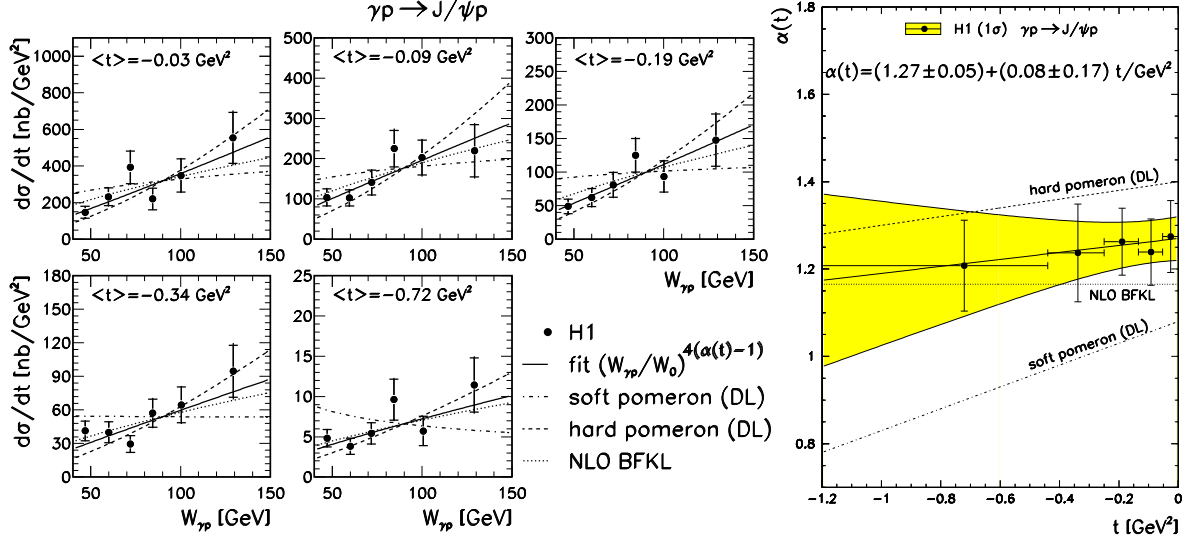 γp → J/ψp
dσ/dt [nb/GeV²]
1000
800
600
400
200
0
<t>=−0.03 GeV²
50
100
150
500
400
300
200
100
0
<t>=−0.09 GeV²
50
100
150
300
250
200
150
100
50
0
<t>=−0.19 GeV²
50
100
150
W_γp [GeV]
dσ/dt [nb/GeV²]
180
150
120
90
60
30
0
<t>=−0.34 GeV²
50
100
150
W_γp [GeV]
25
20
15
10
5
0
<t>=−0.72 GeV²
50
100
150
W_γp [GeV]
H1
fit (W_γp/W_0)^4(α(t)−1)
soft pomeron (DL)
hard pomeron (DL)
NLO BFKL
α(t)
1.8
1.6
1.4
1.2
1
0.8
H1 (1σ) γp→J/ψp
α(t)=(1.27±0.05)+(0.08±0.17) t/GeV²
hard pomeron (DL)
NLO BFKL
soft pomeron (DL)
−1.2
−1
−0.8
−0.6
−0.4
−0.2
0
t [GeV²]